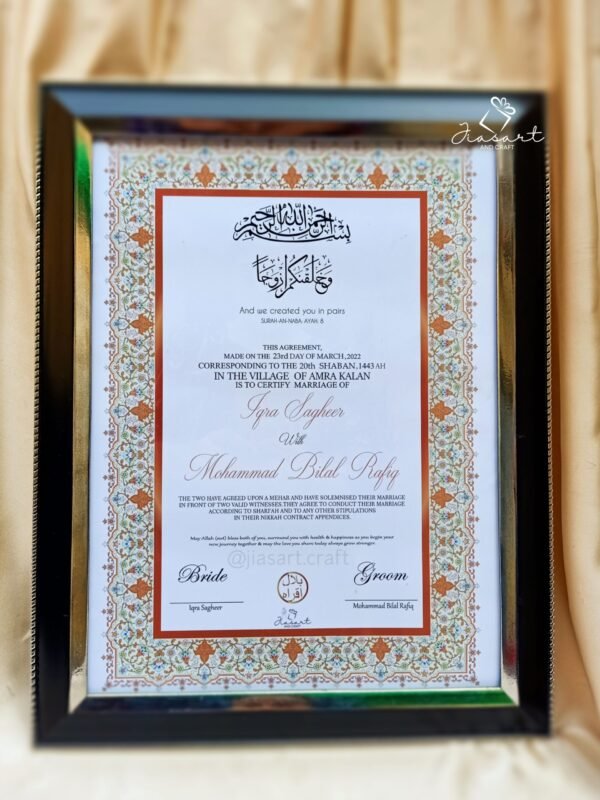 Jiasart
AND CRAFT
بسم الله الرحمن الرحيم
وخلقنكم ازوجا
And we created you in pairs
SURAH-AN-NABA- AYAH: 8
THIS AGREEMENT,
MADE ON THE 23rd DAY OF MARCH,2022
CORRESPONDING TO THE 20th SHABAN,1443 AH
IN THE VILLAGE OF AMRA KALAN
IS TO CERTIFY MARRIAGE OF
Iqra Sagheer
With
Mohammad Bilal Rafiq
THE TWO HAVE AGREED UPON A MEHAR AND HAVE SOLEMNISED THEIR MARRIAGE
IN FRONT OF TWO VALID WITNESSES THEY AGREE TO CONDUCT THEIR MARRIAGE
ACCORDING TO SHARI'AH AND TO ANY OTHER STIPULATIONS
IN THEIR NIKKAH CONTRACT APPENDICES.
May Allah (swt) bless both of you, surround you with health & happiness as you begin your
new journey together & may the love you share today always grow stronger
@jiasart.craft
Bride
بلال
اقراء
Groom
Iqra Sagheer
Mohammad Bilal Rafiq
Jiasart
AND CRAFT